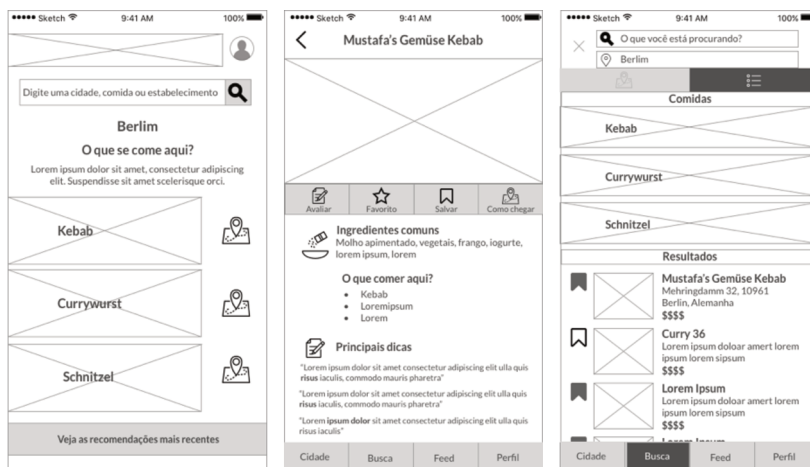 Sketch 9:41 AM 100%
Digite uma cidade, comida ou estabelecimento
Berlim
O que se come aqui?
Lorem ipsum dolor sit amet, consectetur adipiscing
elit. Suspendisse sit amet scelerisque orci.
Kebab
Currywurst
Schnitzel
Veja as recomendações mais recentes
Sketch 9:41 AM 100%
Mustafa's Gemüse Kebab
Avaliar Favorito Salvar Como chegar
Ingredientes comuns
Molho apimentado, vegetais, frango, iogurte,
lorem ipsum, lorem
O que comer aqui?
• Kebab
• Loremipsum
• Lorem
Principais dicas
"Lorem ipsum dolor sit amet consectetur adipiscing elit ulla quis
risus iaculis, commodo mauris pharetra"
"Lorem ipsum dolor sit amet consectetur adipiscing elit ulla quis
risus iaculis, commodo mauris pharetra"
"Lorem ipsum dolor sit amet consectetur adipiscing elit ulla quis
risus iaculis"
Cidade Busca Feed Perfil
Sketch 9:41 AM 100%
O que você está procurando?
Berlim
Comidas
Kebab
Currywurst
Schnitzel
Resultados
Mustafa's Gemüse Kebab
Mehringdamm 32, 10961
Berlin, Alemanha
$$$$
Curry 36
Lorem ipsum doloar amert lorem
ipsum lorem sipsum
$$$$
Lorem Ipsum
Lorem ipsum doloar amert lorem
ipsum lorem sipsum
$$$$
Cidade Busca Feed Perfil